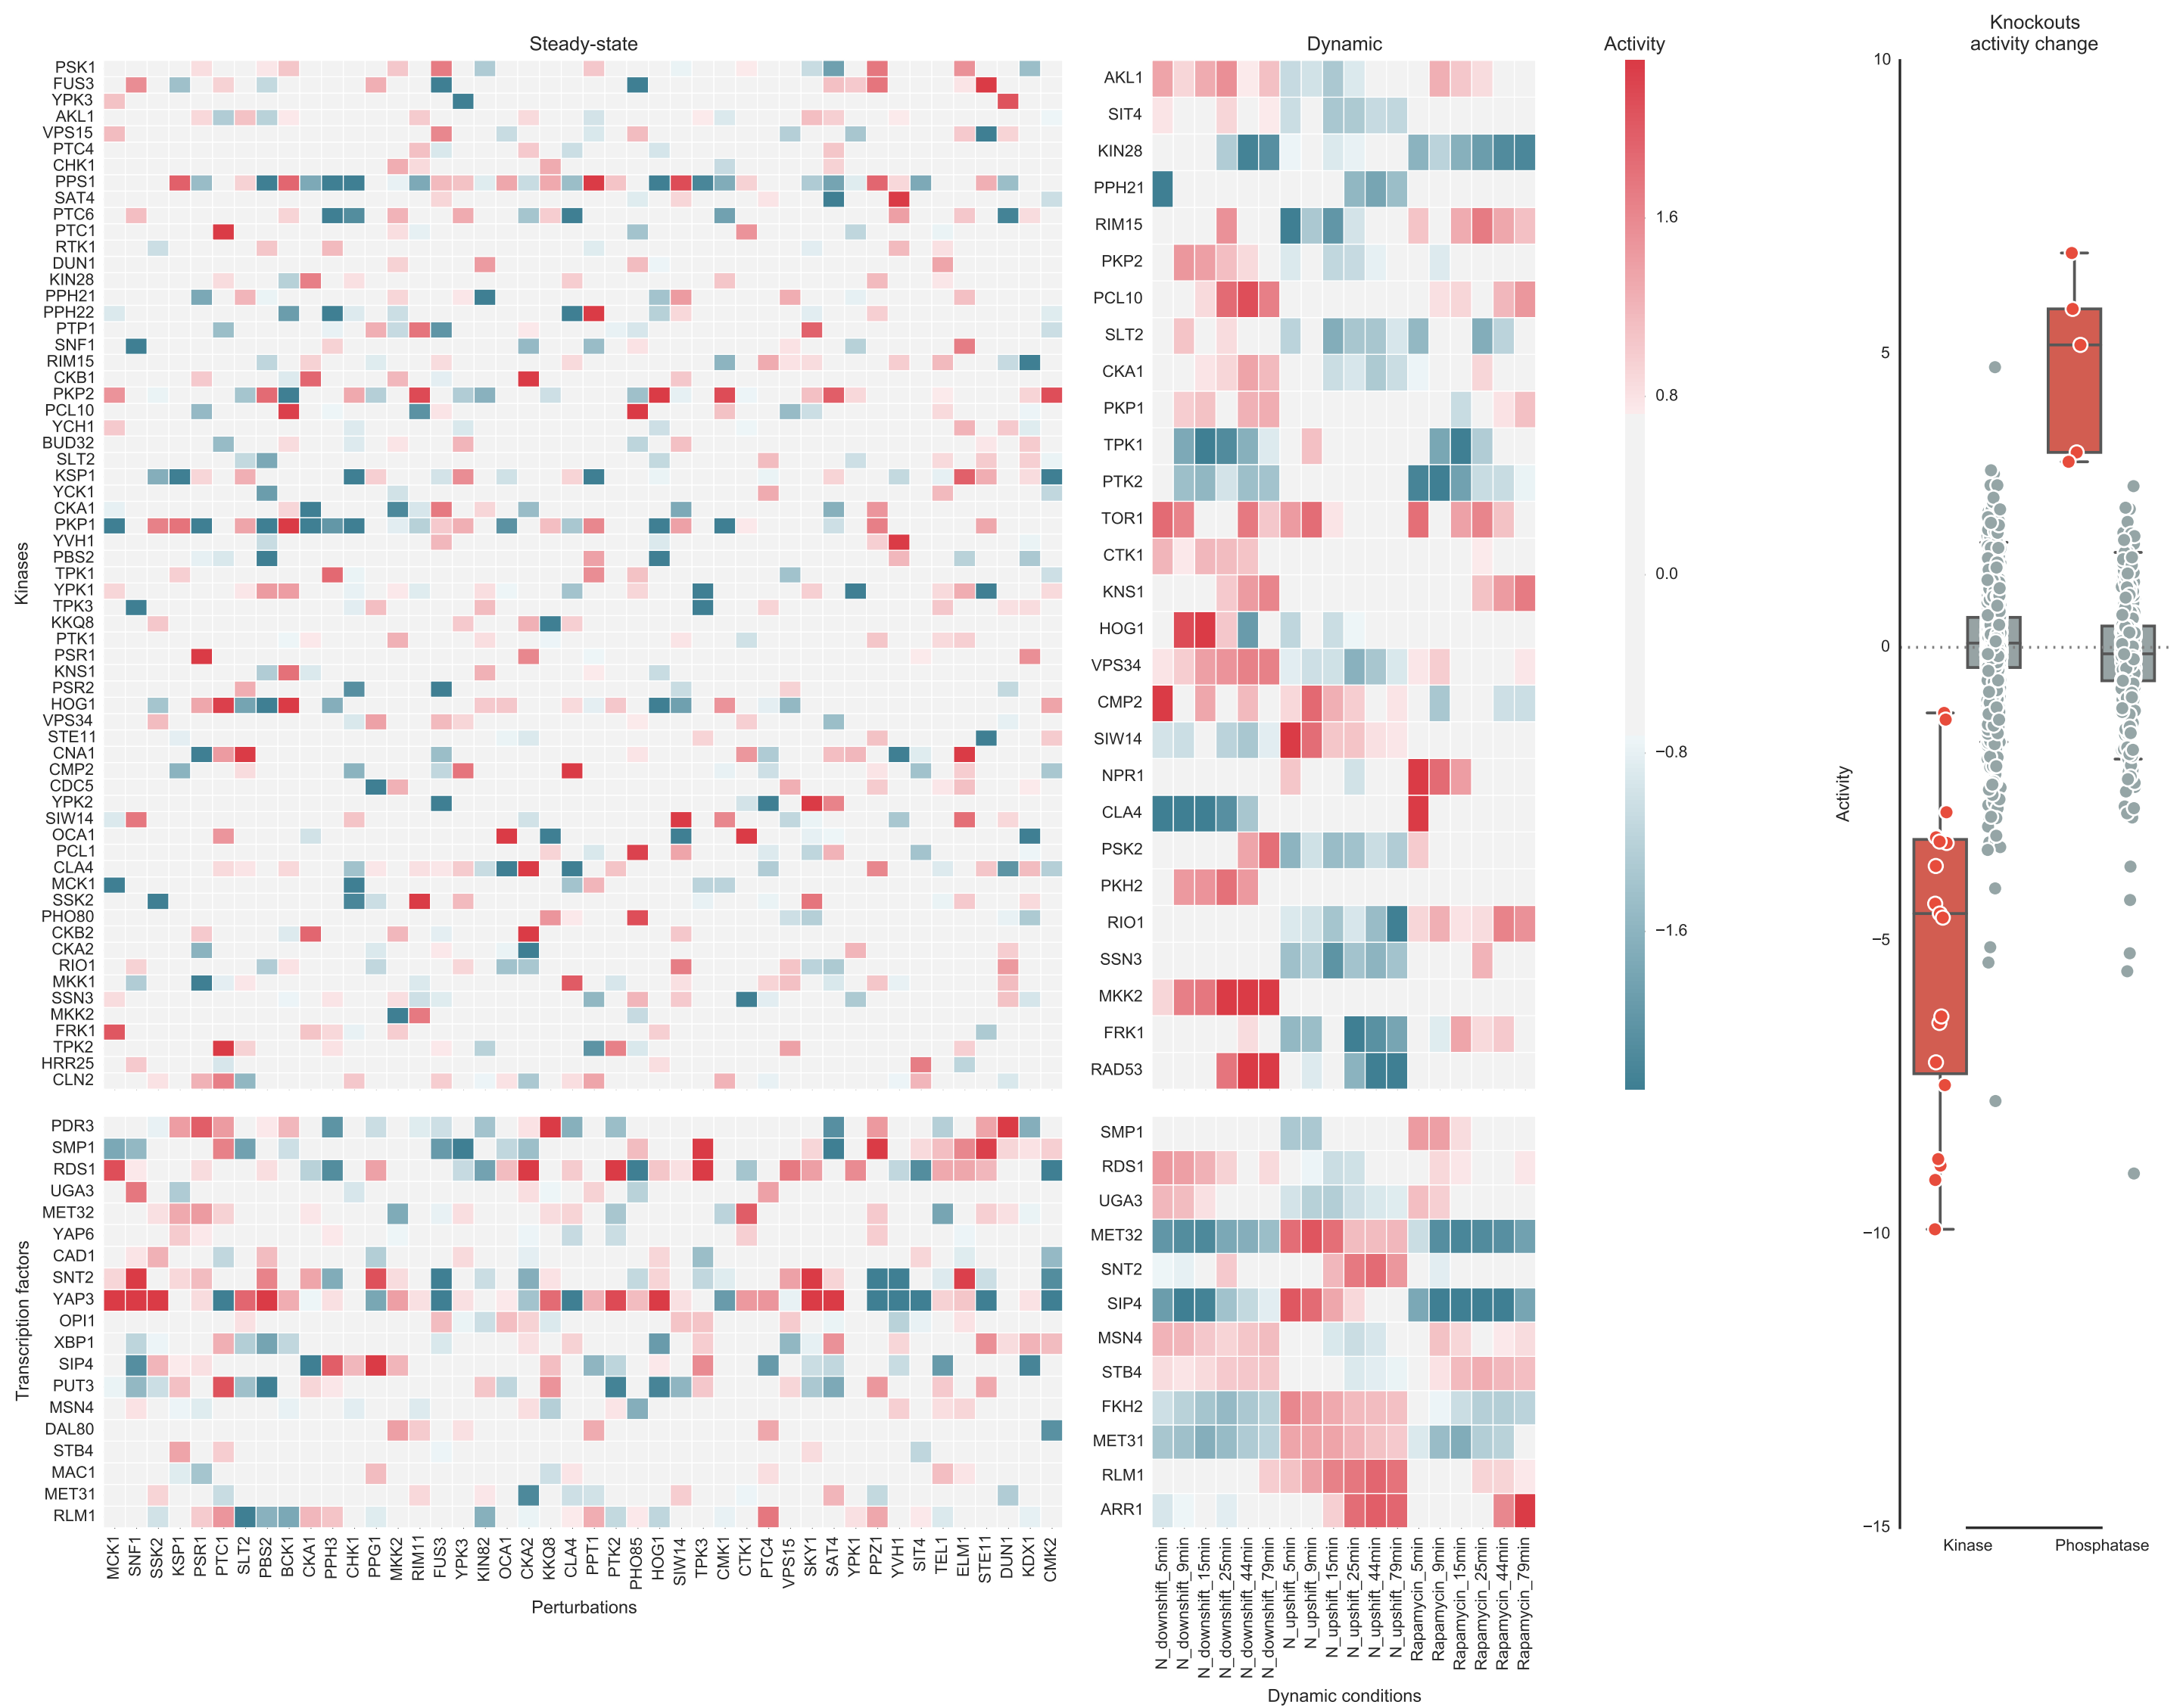 Steady-state
Dynamic
Activity
Knockouts
activity change
Kinases
PSK1
FUS3
YPK3
AKL1
VPS15
PTC4
CHK1
PPS1
SAT4
PTC6
PTC1
RTK1
DUN1
KIN28
PPH21
PPH22
PTP1
SNF1
RIM15
CKB1
PKP2
PCL10
YCH1
BUD32
SLT2
KSP1
YCK1
CKA1
PKP1
YVH1
PBS2
TPK1
YPK1
TPK3
KKQ8
PTK1
PSR1
KNS1
PSR2
HOG1
VPS34
STE11
CNA1
CMP2
CDC5
YPK2
SIW14
OCA1
PCL1
CLA4
MCK1
SSK2
PHO80
CKB2
CKA2
RIO1
MKK1
SSN3
MKK2
FRK1
TPK2
HRR25
CLN2
Transcription factors
PDR3
SMP1
RDS1
UGA3
MET32
YAP6
CAD1
SNT2
YAP3
OPI1
XBP1
SIP4
PUT3
MSN4
DAL80
STB4
MAC1
MET31
RLM1
MCK1
SNF1
SSK2
KSP1
PSR1
PTC1
SLT2
PBS2
BCK1
CKA1
PPH3
CHK1
PPG1
MKK2
RIM11
FUS3
YPK3
KIN82
OCA1
CKA2
KKQ8
CLA4
PPT1
PTK2
PHO85
HOG1
SIW14
TPK3
CMK1
CTK1
PTC4
VPS15
SKY1
SAT4
YPK1
PPZ1
YVH1
SIT4
TEL1
ELM1
STE11
DUN1
KDX1
CMK2
Perturbations
AKL1
SIT4
KIN28
PPH21
RIM15
PKP2
PCL10
SLT2
CKA1
PKP1
TPK1
PTK2
TOR1
CTK1
KNS1
HOG1
VPS34
CMP2
SIW14
NPR1
CLA4
PSK2
PKH2
RIO1
SSN3
MKK2
FRK1
RAD53
SMP1
RDS1
UGA3
MET32
SNT2
SIP4
MSN4
STB4
FKH2
MET31
RLM1
ARR1
N_downshift_5min
N_downshift_9min
N_downshift_15min
N_downshift_25min
N_downshift_44min
N_downshift_79min
N_upshift_5min
N_upshift_9min
N_upshift_15min
N_upshift_25min
N_upshift_44min
N_upshift_79min
Rapamycin_5min
Rapamycin_9min
Rapamycin_15min
Rapamycin_25min
Rapamycin_44min
Rapamycin_79min
Dynamic conditions
1.6
0.8
0.0
−0.8
−1.6
Activity
10
5
0
−5
−10
−15
Kinase
Phosphatase